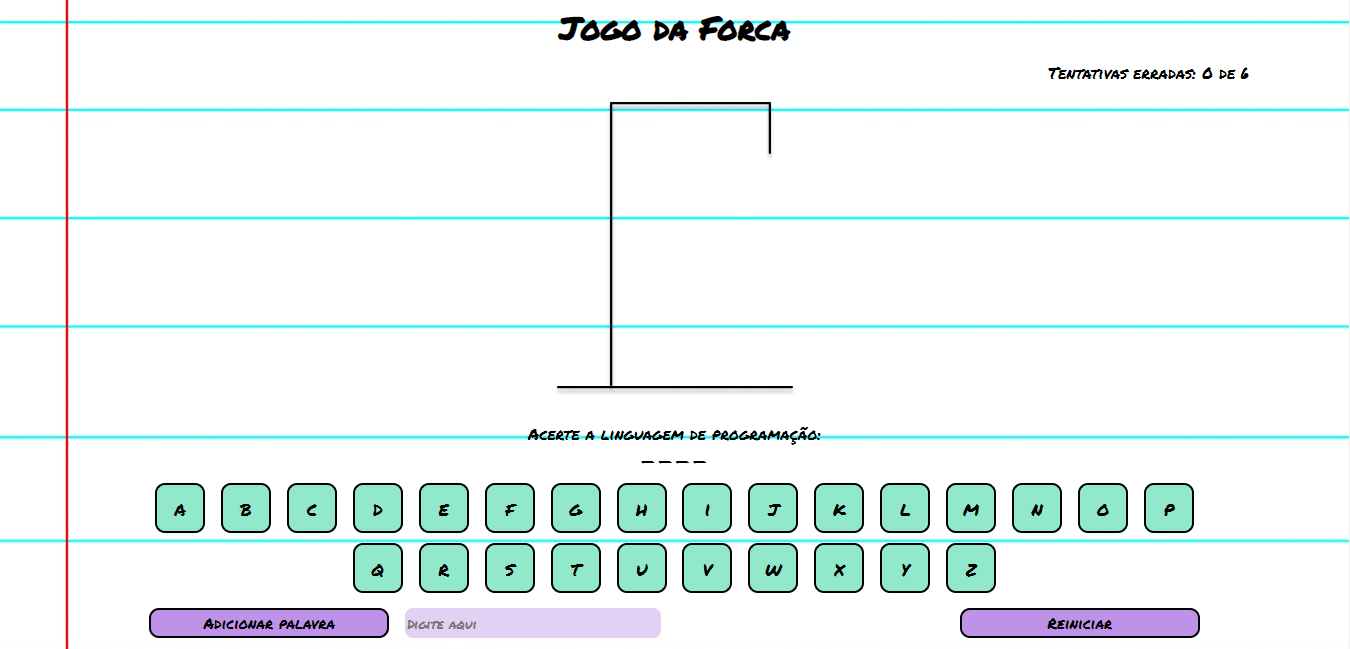 Jogo da Forca
Tentativas erradas: 0 de 6
Acerte a linguagem de programação:
_ _ _ _
A B C D E F G H I J K L M N O P
Q R S T U V W X Y Z
Adicionar palavra Digite aqui Reiniciar